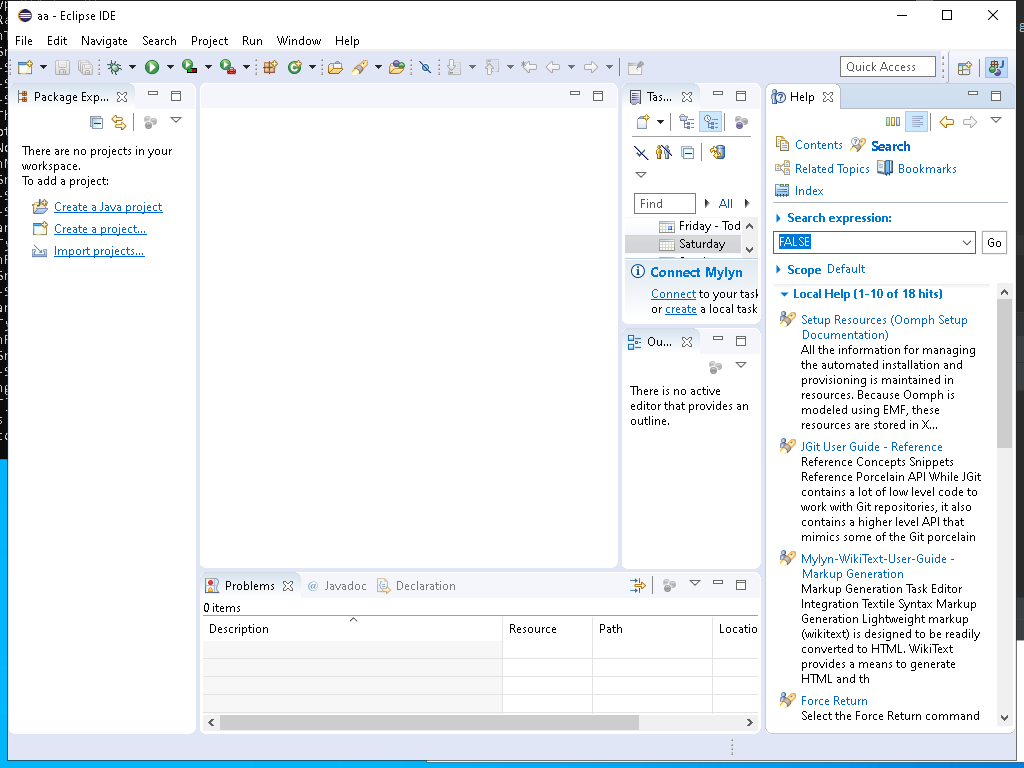 aa - Eclipse IDE
File Edit Navigate Search Project Run Window Help
Quick Access
Package Exp...
There are no projects in your
workspace.
To add a project:
Create a Java project
Create a project...
Import projects...
Tas...
Find
All
Friday - Tod
Saturday
Connect Mylyn
Connect to your task
or create a local task
Ou...
There is no active
editor that provides an
outline.
Problems Javadoc Declaration
0 items
Description Resource Path Locatio
Help
Contents Search
Related Topics Bookmarks
Index
Search expression:
FALSE Go
Scope Default
Local Help (1-10 of 18 hits)
Setup Resources (Oomph Setup
Documentation)
All the information for managing
the automated installation and
provisioning is maintained in
resources. Because Oomph is
modeled using EMF, these
resources are stored in X...
JGit User Guide - Reference
Reference Concepts Snippets
Reference Porcelain API While JGit
contains a lot of low level code to
work with Git repositories, it also
contains a higher level API that
mimics some of the Git porcelain
Mylyn-WikiText-User-Guide -
Markup Generation
Markup Generation Task Editor
Integration Textile Syntax Markup
Generation Lightweight markup
(wikitext) is designed to be readily
converted to HTML. WikiText
provides a means to generate
HTML and th
Force Return
Select the Force Return command